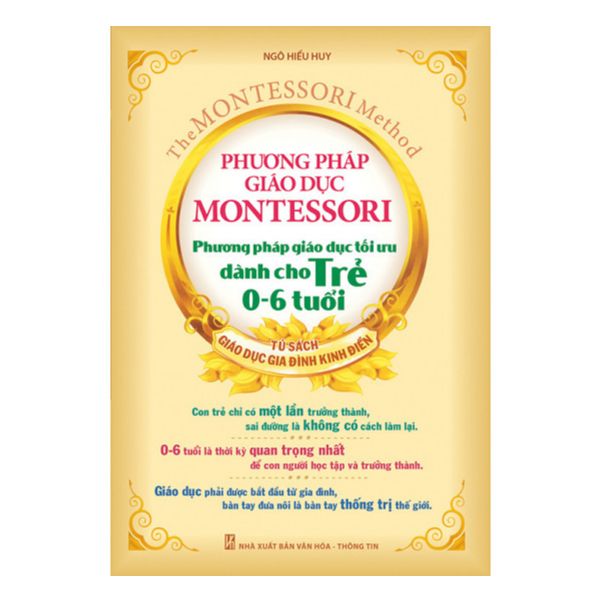 NGÔ HIỂU HUY
The MONTESSORI Method
PHƯƠNG PHÁP
GIÁO DỤC
MONTESSORI
Phương pháp giáo dục tối ưu
dành cho Trẻ
0-6 tuổi
TỦ SÁCH
GIÁO DỤC GIA ĐÌNH KINH ĐIỂN
Con trẻ chỉ có một lần trưởng thành,
sai đường là không có cách làm lại.
0-6 tuổi là thời kỳ quan trọng nhất
để con người học tập và trưởng thành.
Giáo dục phải được bắt đầu từ gia đình,
bàn tay đưa nôi là bàn tay thống trị thế giới.
NHÀ XUẤT BẢN VĂN HÓA - THÔNG TIN